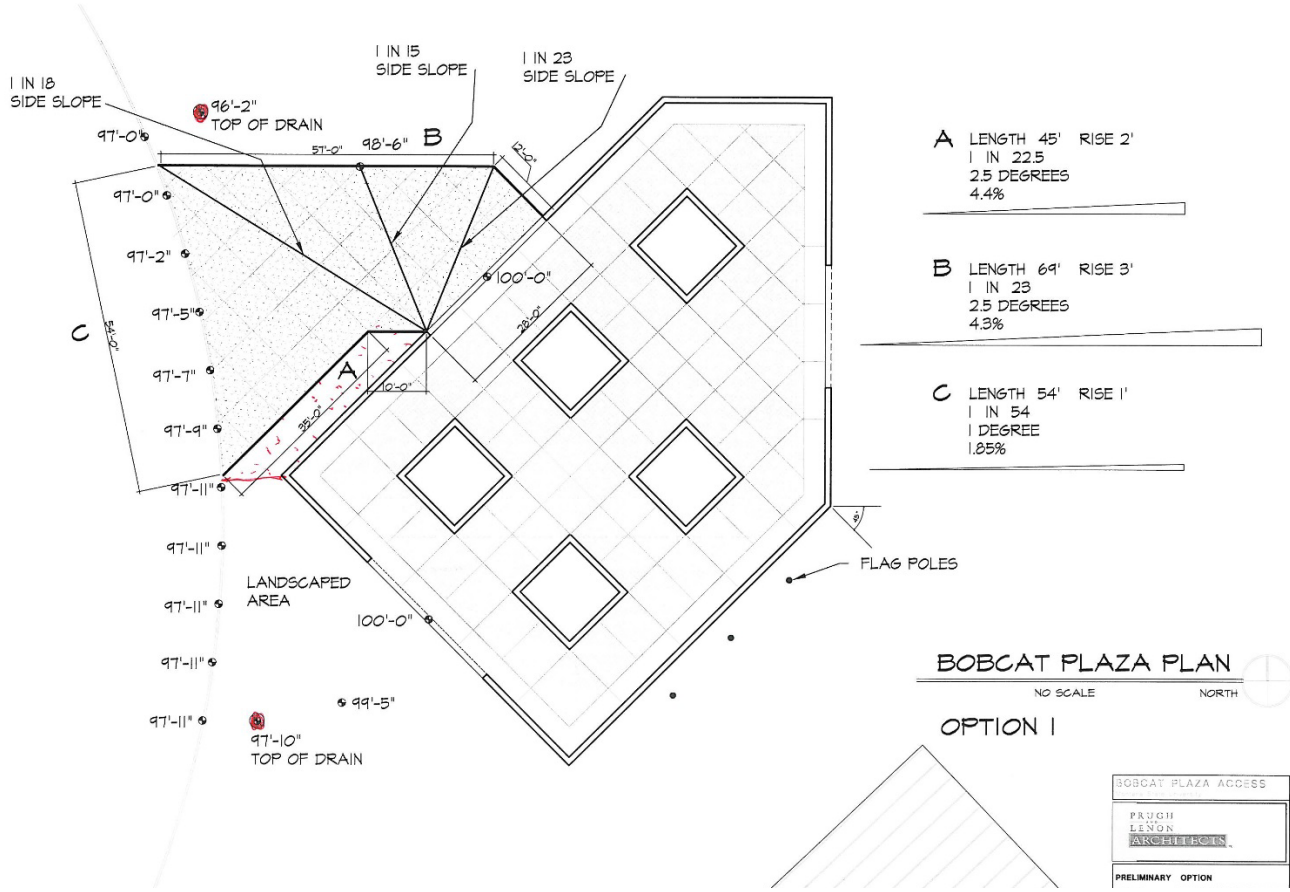 1 IN 18
SIDE SLOPE
1 IN 15
SIDE SLOPE
1 IN 23
SIDE SLOPE
96'-2"
TOP OF DRAIN
97'-0"
57'-0"
98'-6"
B
12'-0"
97'-0"
97'-2"
97'-5"
C
54'-0"
97'-7"
97'-9"
97'-11"
A
10'-0"
35'-0"
100'-0"
28'-0"
97'-11"
97'-11"
97'-11"
97'-11"
LANDSCAPED
AREA
100'-0"
99'-5"
97'-10"
TOP OF DRAIN
45°
FLAG POLES
A LENGTH 45' RISE 2'
1 IN 22.5
2.5 DEGREES
4.4%
B LENGTH 69' RISE 3'
1 IN 23
2.5 DEGREES
4.3%
C LENGTH 54' RISE 1'
1 IN 54
1 DEGREE
1.85%
BOBCAT PLAZA PLAN
NO SCALE NORTH
OPTION 1
BOBCAT PLAZA ACCESS
PRUGH
LENON
ARCHITECTS
PRELIMINARY OPTION